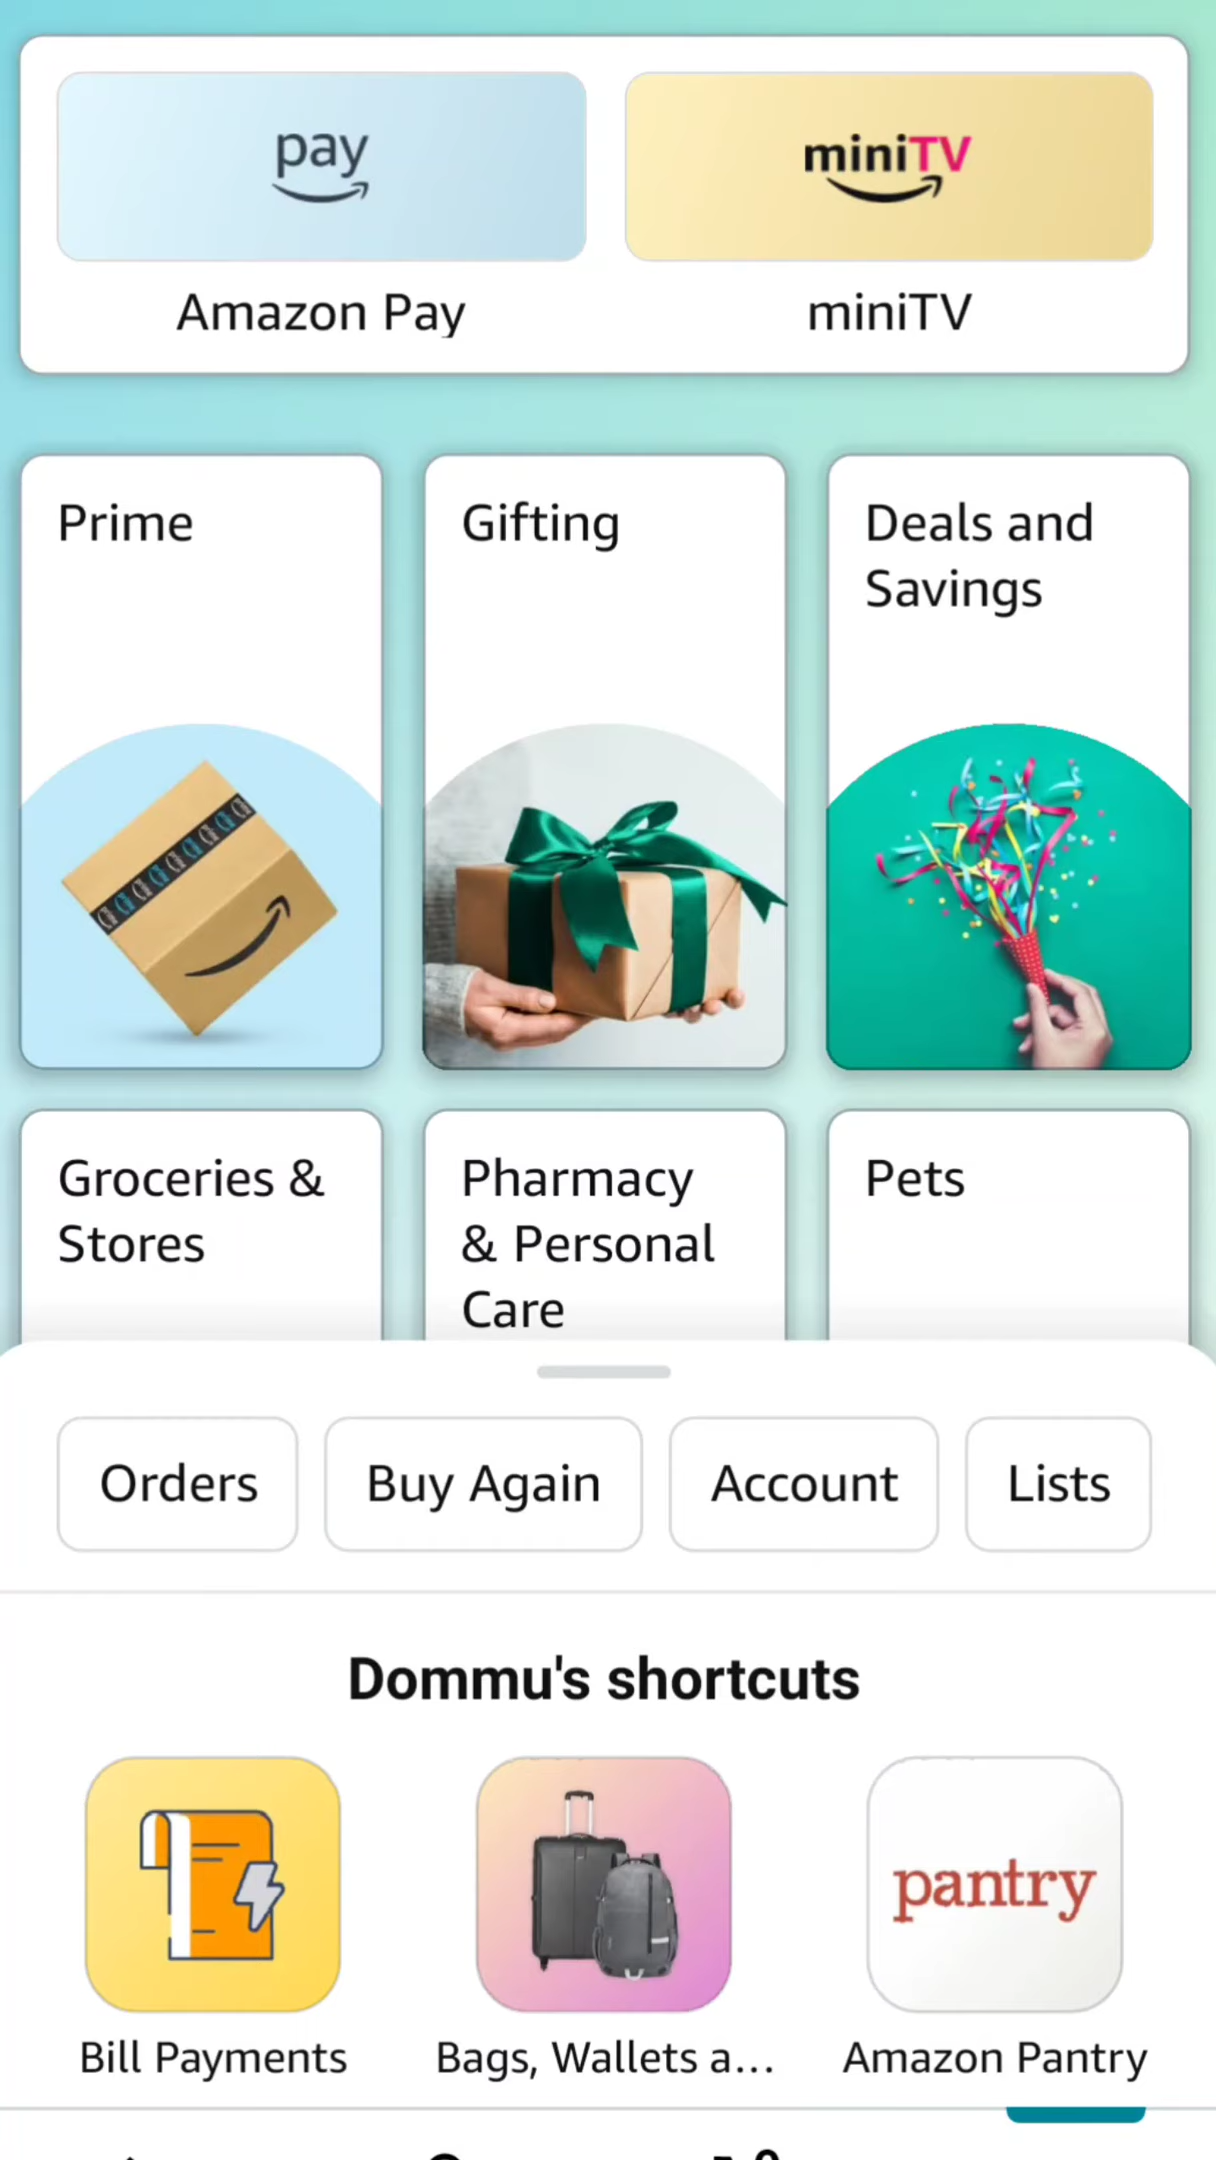 pay
miniTV
Amazon Pay
miniTV
Prime
Gifting
Deals and
Savings
Groceries &
Stores
Pharmacy
& Personal
Care
Pets
Orders
Buy Again
Account
Lists
Dommu's shortcuts
pantry
Bill Payments
Bags, Wallets a...
Amazon Pantry